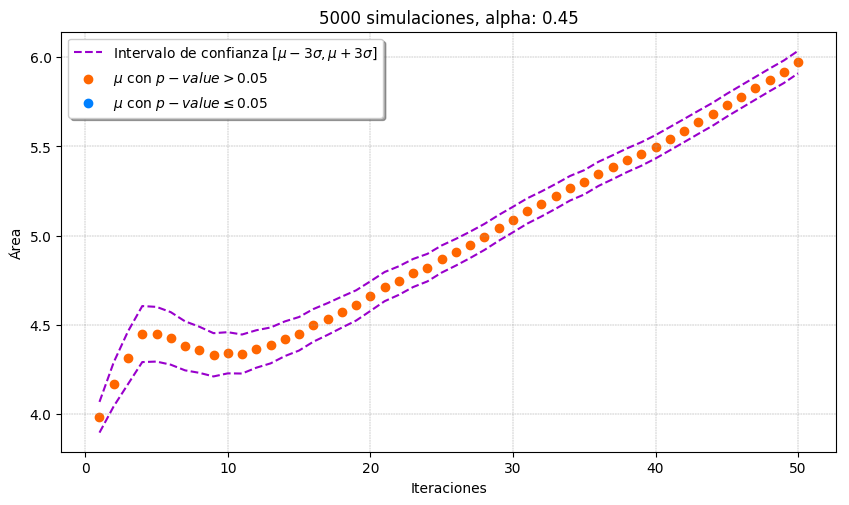 5000 simulaciones, alpha: 0.45
Intervalo de confianza [μ − 3σ, μ + 3σ]
μ con p − value > 0.05
μ con p − value ≤ 0.05
Área
6.0
5.5
5.0
4.5
4.0
0 10 20 30 40 50
Iteraciones